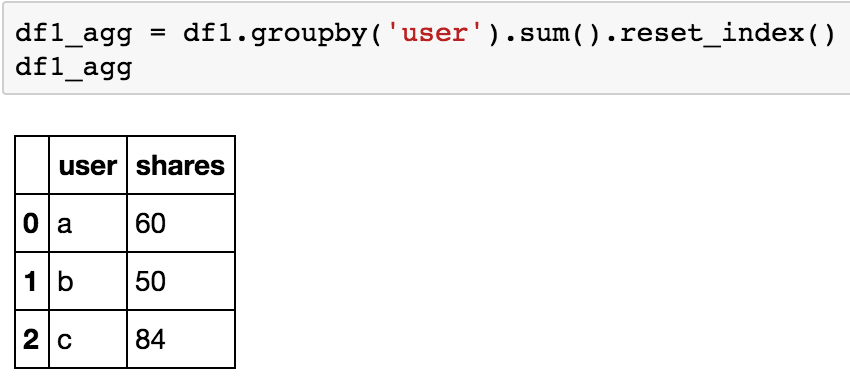 df1_agg = df1.groupby('user').sum().reset_index()
df1_agg
user shares
0 a 60
1 b 50
2 c 84